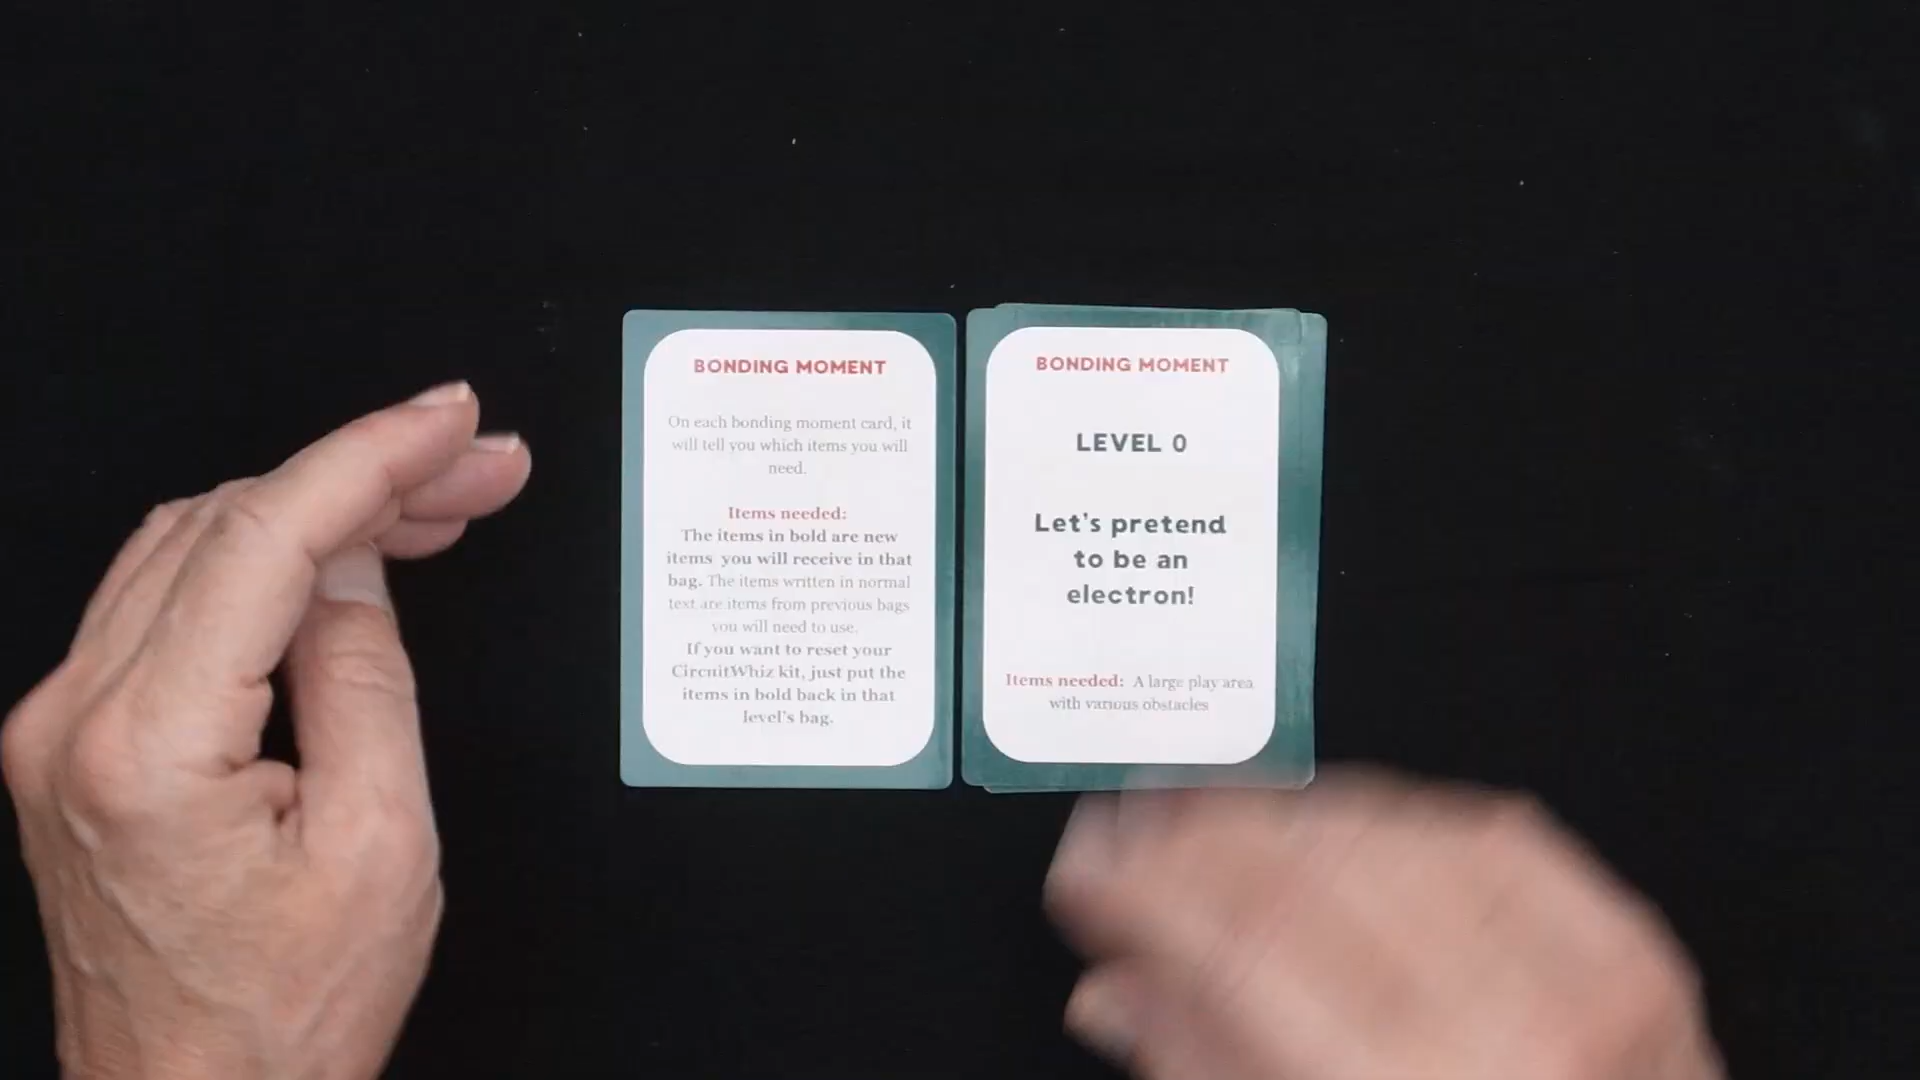 BONDING MOMENT
On each bonding moment card, it
will tell you which items you will
need.
Items needed:
The items in bold are new
items you will receive in that
bag. The items written in normal
text are items from previous bags
you will need to use.
If you want to reset your
CircuitWhiz kit, just put the
items in bold back in that
level's bag.
BONDING MOMENT
LEVEL 0
Let's pretend
to be an
electron!
Items needed: A large play area
with various obstacles